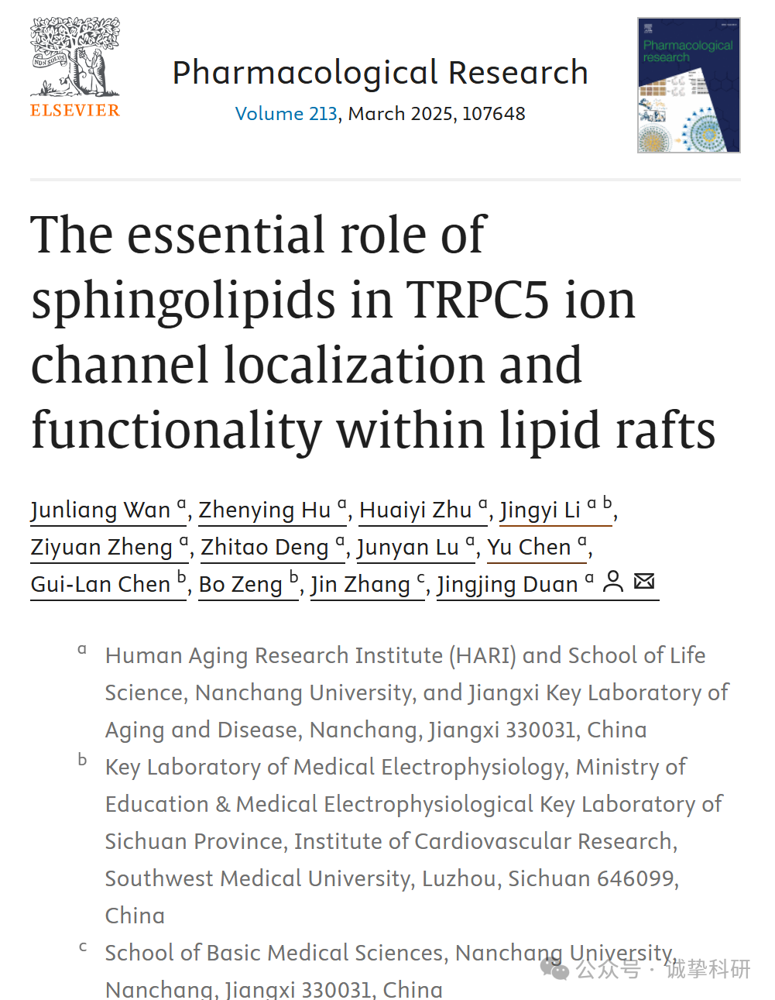 NON SOLUS
ELSEVIER
Pharmacological Research
Volume 213, March 2025, 107648
Pharmacological
research
The essential role of
sphingolipids in TRPC5 ion
channel localization and
functionality within lipid rafts
Junliang Wan a, Zhenying Hu a, Huaiyi Zhu a, Jingyi Li a b,
Ziyuan Zheng a, Zhitao Deng a, Junyan Lu a, Yu Chen a,
Gui-Lan Chen b, Bo Zeng b, Jin Zhang c, Jingjing Duan a
a Human Aging Research Institute (HARI) and School of Life
Science, Nanchang University, and Jiangxi Key Laboratory of
Aging and Disease, Nanchang, Jiangxi 330031, China
b Key Laboratory of Medical Electrophysiology, Ministry of
Education & Medical Electrophysiological Key Laboratory of
Sichuan Province, Institute of Cardiovascular Research,
Southwest Medical University, Luzhou, Sichuan 646099,
China
c School of Basic Medical Sciences, Nanchang University,
Nanchang, Jiangxi 330031, China
公众号 · 诚挚科研